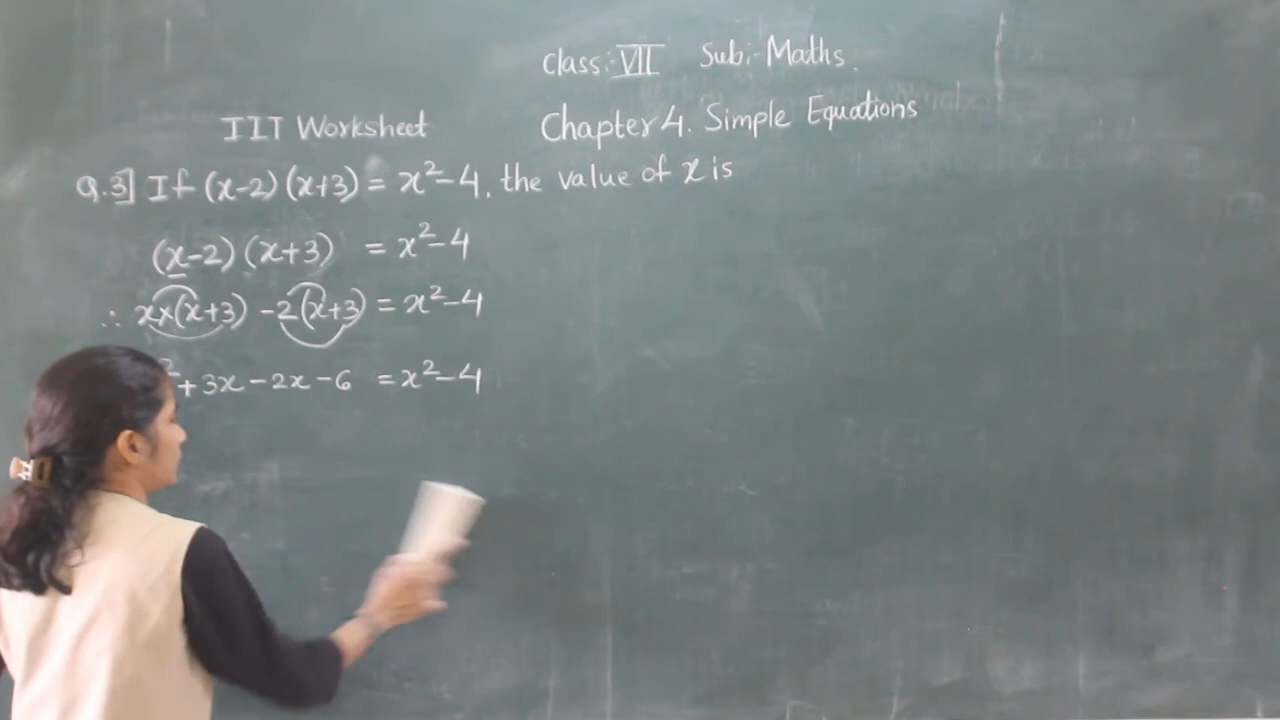 Class:- VII Sub:- Maths.
IIT Worksheet
Chapter 4. Simple Equations
Q.3] If (x-2)(x+3) = x²-4, the value of x is
(x-2)(x+3) = x²-4
∴ x×(x+3) -2(x+3) = x²-4
² +3x-2x-6 = x²-4